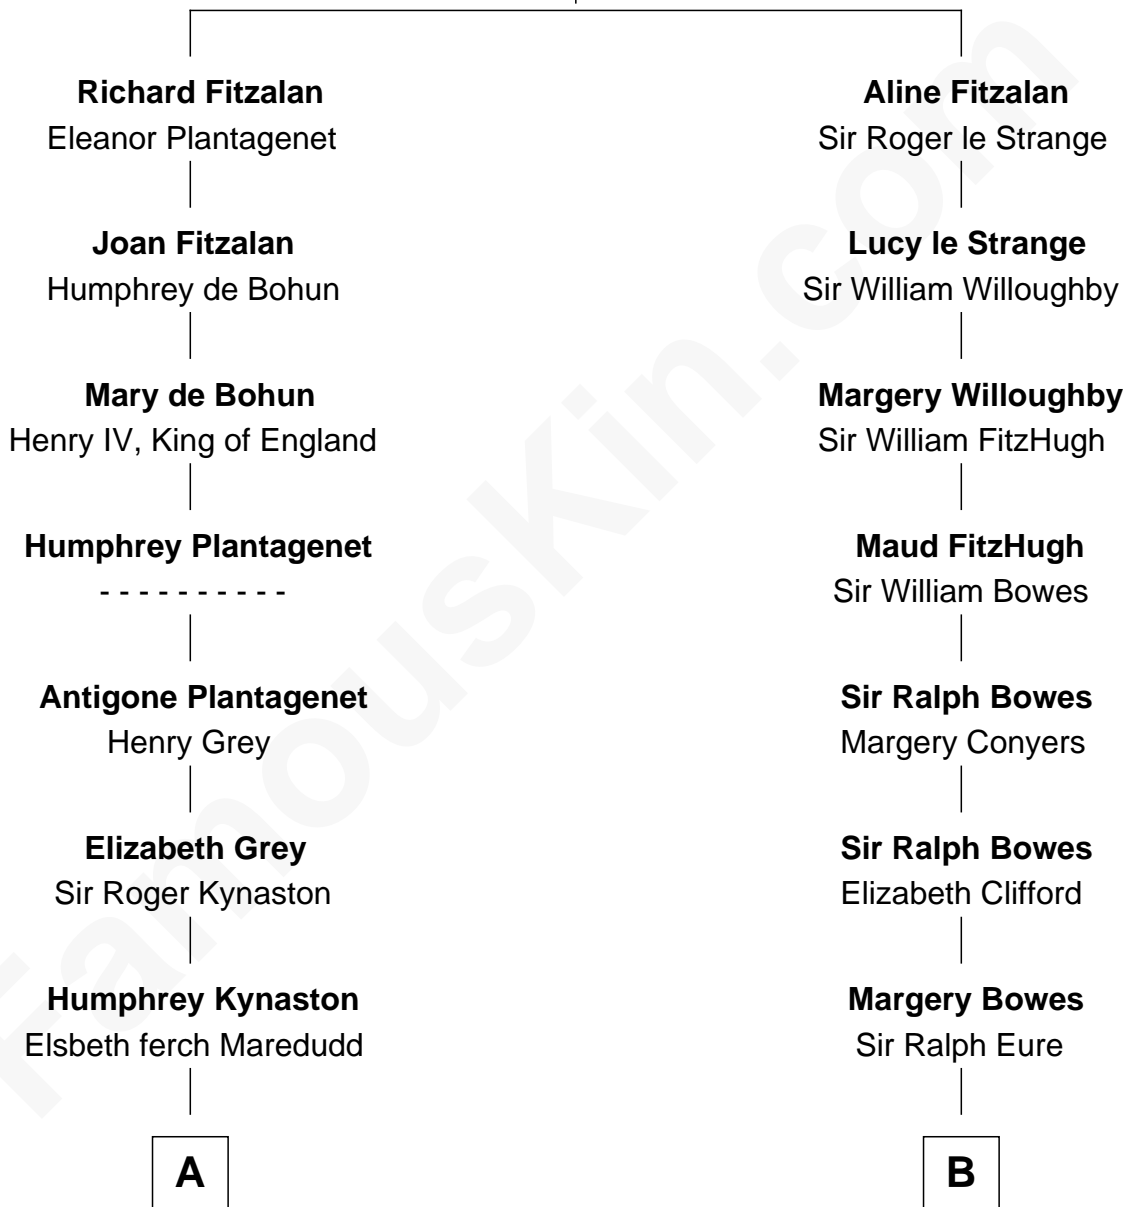 Richard Fitzalan
Eleanor Plantagenet
Joan Fitzalan
Humphrey de Bohun
Mary de Bohun
Henry IV, King of England
Humphrey Plantagenet
- - - - - - - - - -
Antigone Plantagenet
Henry Grey
Elizabeth Grey
Sir Roger Kynaston
Humphrey Kynaston
Elsbeth ferch Maredudd
A
Aline Fitzalan
Sir Roger le Strange
Lucy le Strange
Sir William Willoughby
Margery Willoughby
Sir William FitzHugh
Maud FitzHugh
Sir William Bowes
Sir Ralph Bowes
Margery Conyers
Sir Ralph Bowes
Elizabeth Clifford
Margery Bowes
Sir Ralph Eure
B
FamousKin.com